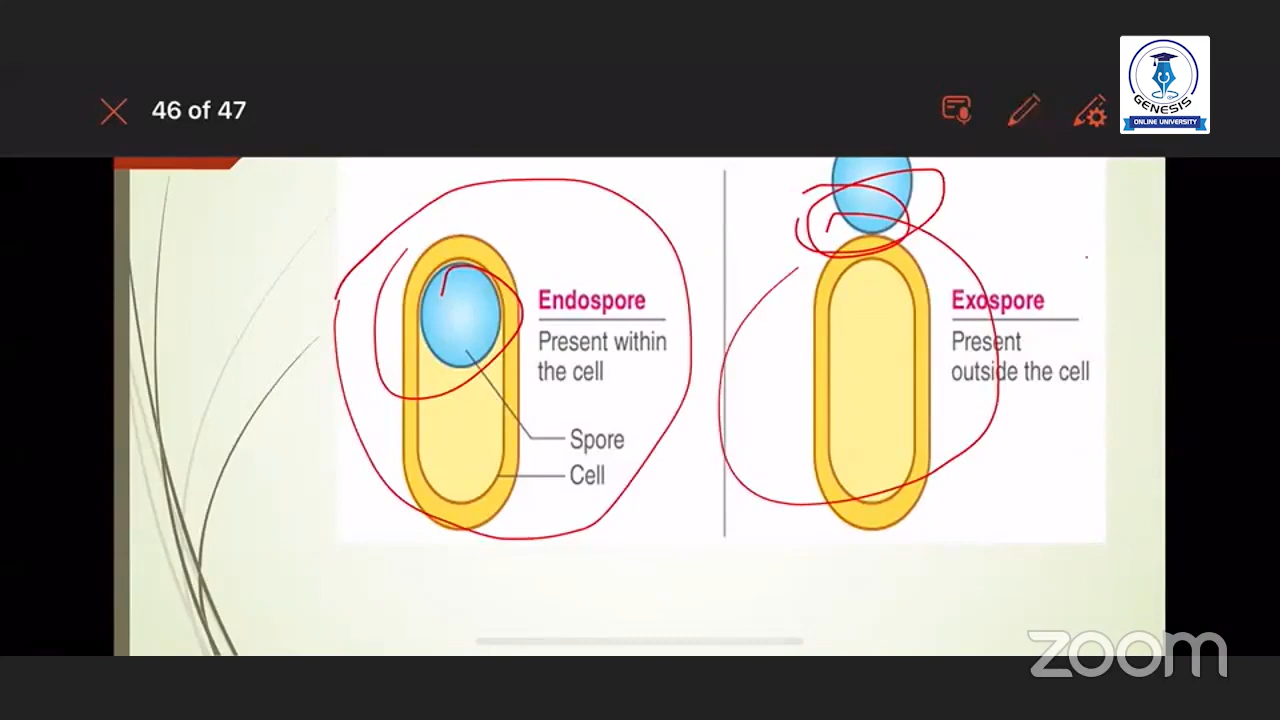 46 of 47
GENESIS
ONLINE UNIVERSITY
Endospore
Present within
the cell
Spore
Cell
Exospore
Present
outside the cell
zoom